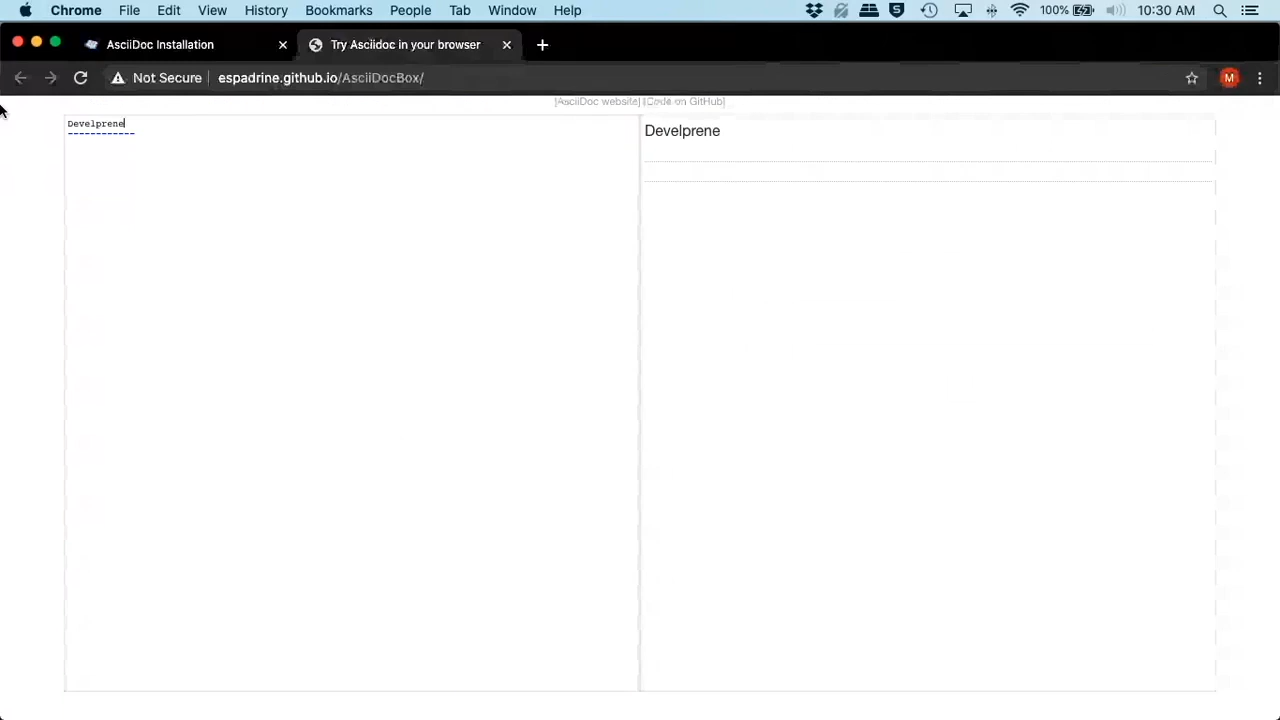 Chrome File Edit View History Bookmarks People Tab Window Help 100% 10:30 AM
AsciiDoc Installation Try Asciidoc in your browser
Not Secure espadrine.github.io/AsciiDocBox/ M
[AsciiDoc website] [Code on GitHub]
Develprene
------------
Develprene